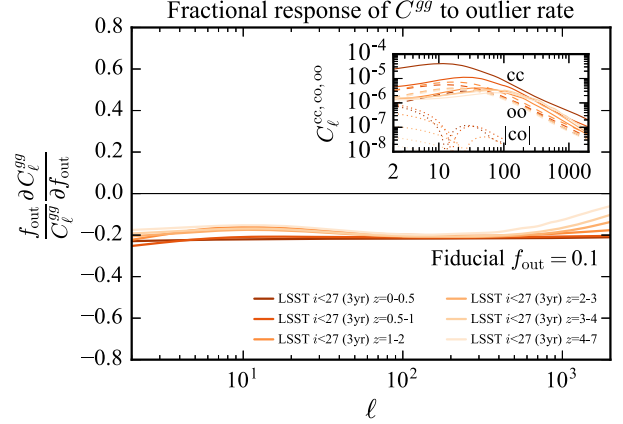 Fractional response of C^{gg} to outlier rate
0.8
0.6
0.4
0.2
0.0
−0.2
−0.4
−0.6
−0.8
f_out ∂C_ℓ^{gg}
C_ℓ^{gg} ∂f_out
10^{-4}
10^{-5}
10^{-6}
10^{-7}
10^{-8}
C_ℓ^{cc,co,oo}
cc
oo
|co|
2 10 100 1000
Fiducial f_out = 0.1
LSST i<27 (3yr) z=0-0.5
LSST i<27 (3yr) z=0.5-1
LSST i<27 (3yr) z=1-2
LSST i<27 (3yr) z=2-3
LSST i<27 (3yr) z=3-4
LSST i<27 (3yr) z=4-7
10^1 10^2 10^3
ℓ